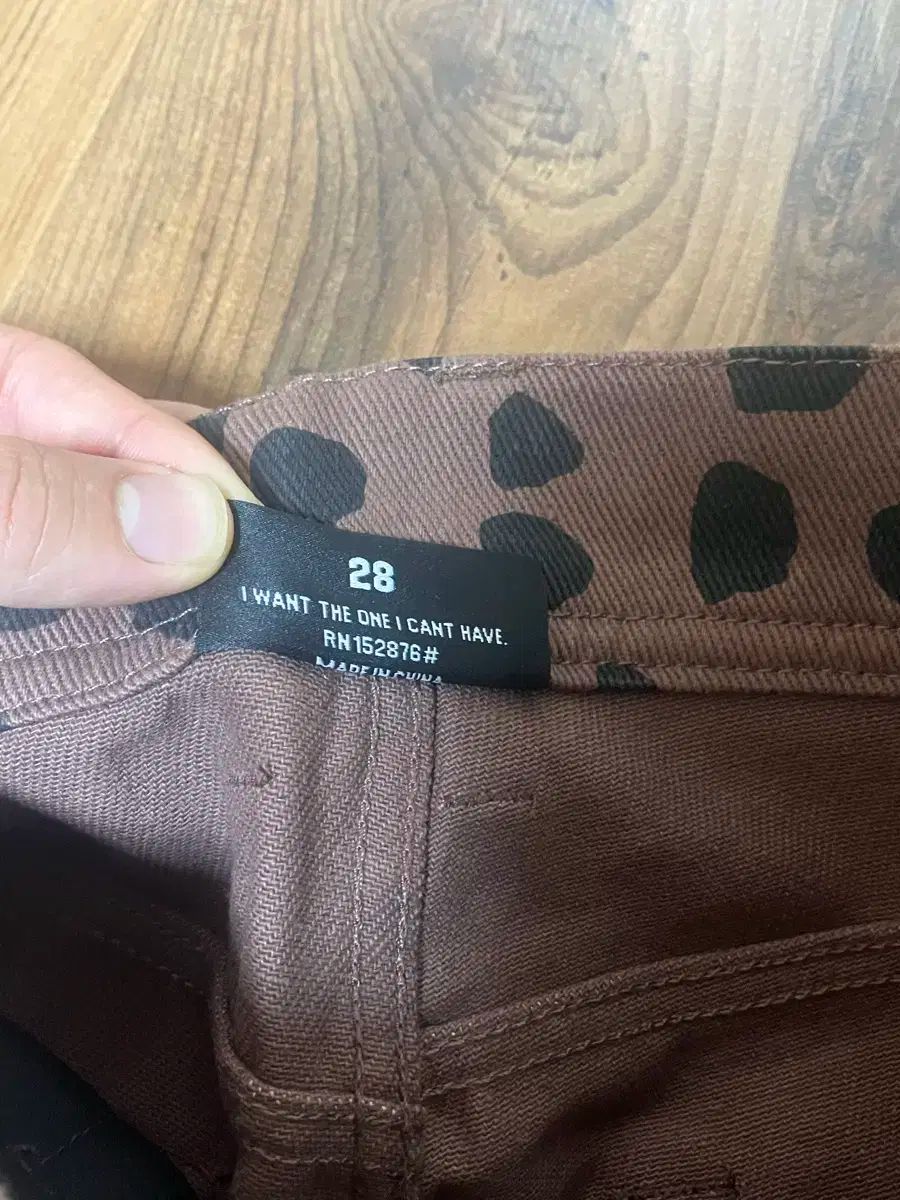 28
I WANT THE ONE I CANT HAVE.
RN152876#
MADE IN CHINA